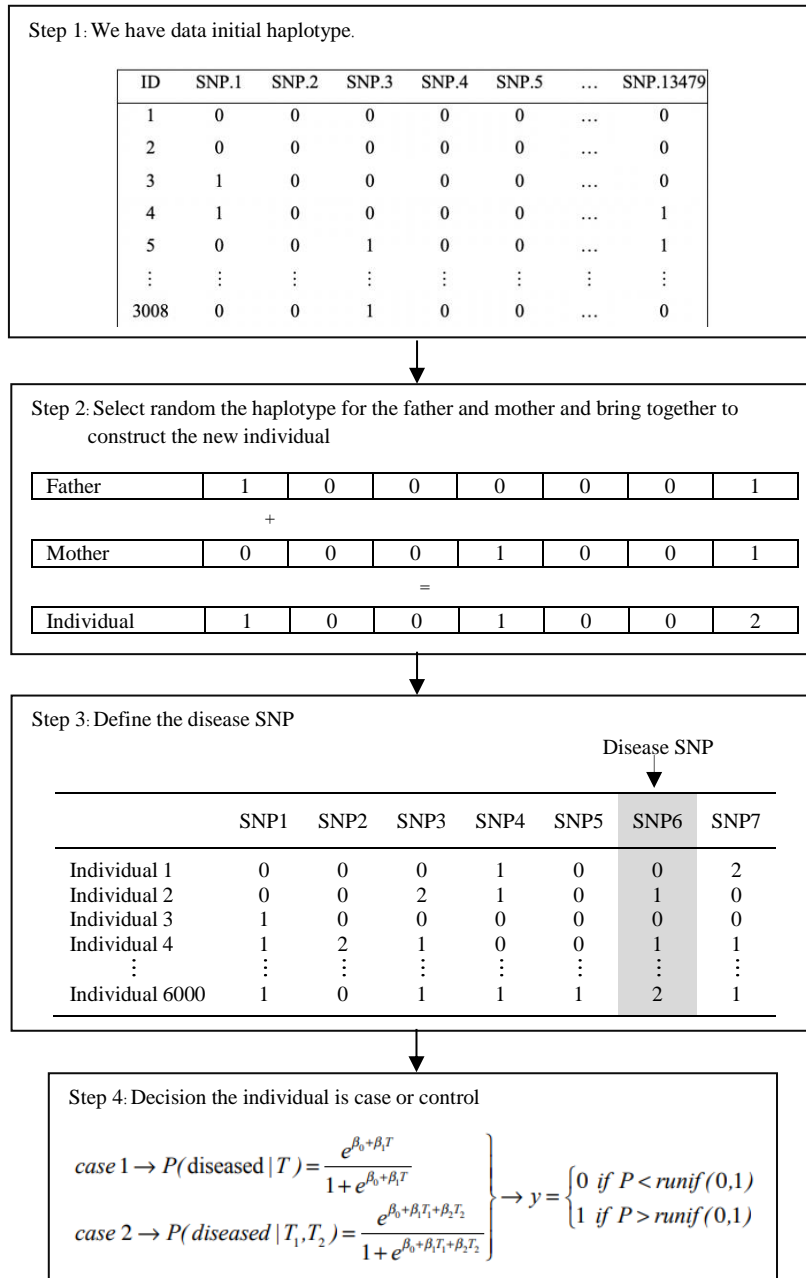 Step 1: We have data initial haplotype.
ID SNP.1 SNP.2 SNP.3 SNP.4 SNP.5 ... SNP.13479
1 0 0 0 0 0 ... 0
2 0 0 0 0 0 ... 0
3 1 0 0 0 0 ... 0
4 1 0 0 0 0 ... 1
5 0 0 1 0 0 ... 1
⋮ ⋮ ⋮ ⋮ ⋮ ⋮ ⋮ ⋮
3008 0 0 1 0 0 ... 0
Step 2: Select random the haplotype for the father and mother and bring together to
construct the new individual
Father 1 0 0 0 0 0 1
+
Mother 0 0 0 1 0 0 1
=
Individual 1 0 0 1 0 0 2
Step 3: Define the disease SNP
Disease SNP
SNP1 SNP2 SNP3 SNP4 SNP5 SNP6 SNP7
Individual 1 0 0 0 1 0 0 2
Individual 2 0 0 2 1 0 1 0
Individual 3 1 0 0 0 0 0 0
Individual 4 1 2 1 0 0 1 1
⋮ ⋮ ⋮ ⋮ ⋮ ⋮ ⋮ ⋮
Individual 6000 1 0 1 1 1 2 1
Step 4: Decision the individual is case or control
case 1 → P(diseased | T) = e^{β₀+β₁T} / 1 + e^{β₀+β₁T}
case 2 → P(diseased | T₁,T₂) = e^{β₀+β₁T₁+β₂T₂} / 1 + e^{β₀+β₁T₁+β₂T₂}
} → y = { 0 if P < runif (0,1)
1 if P > runif (0,1)